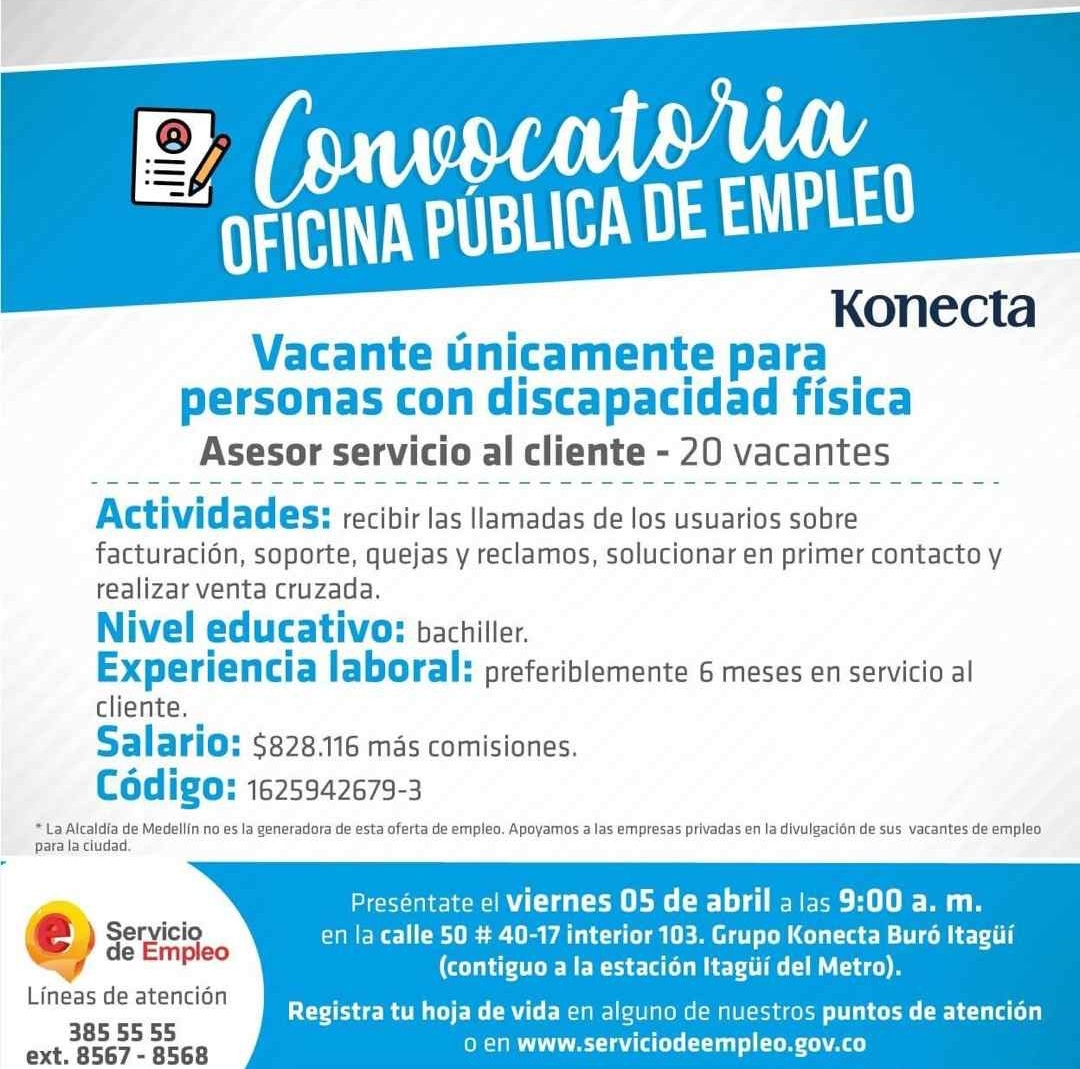 Convocatoria
OFICINA PÚBLICA DE EMPLEO
Konecta
Vacante únicamente para
personas con discapacidad física
Asesor servicio al cliente - 20 vacantes
Actividades: recibir las llamadas de los usuarios sobre
facturación, soporte, quejas y reclamos, solucionar en primer contacto y
realizar venta cruzada.
Nivel educativo: bachiller.
Experiencia laboral: preferiblemente 6 meses en servicio al
cliente.
Salario: $828.116 más comisiones.
Código: 1625942679-3
* La Alcaldía de Medellín no es la generadora de esta oferta de empleo. Apoyamos a las empresas privadas en la divulgación de sus vacantes de empleo
para la ciudad.
e
Servicio
de Empleo
Líneas de atención
385 55 55
ext. 8567 - 8568
Preséntate el viernes 05 de abril a las 9:00 a. m.
en la calle 50 # 40-17 interior 103. Grupo Konecta Buró Itagüí
(contiguo a la estación Itagüí del Metro).
Registra tu hoja de vida en alguno de nuestros puntos de atención
o en www.serviciodeempleo.gov.co